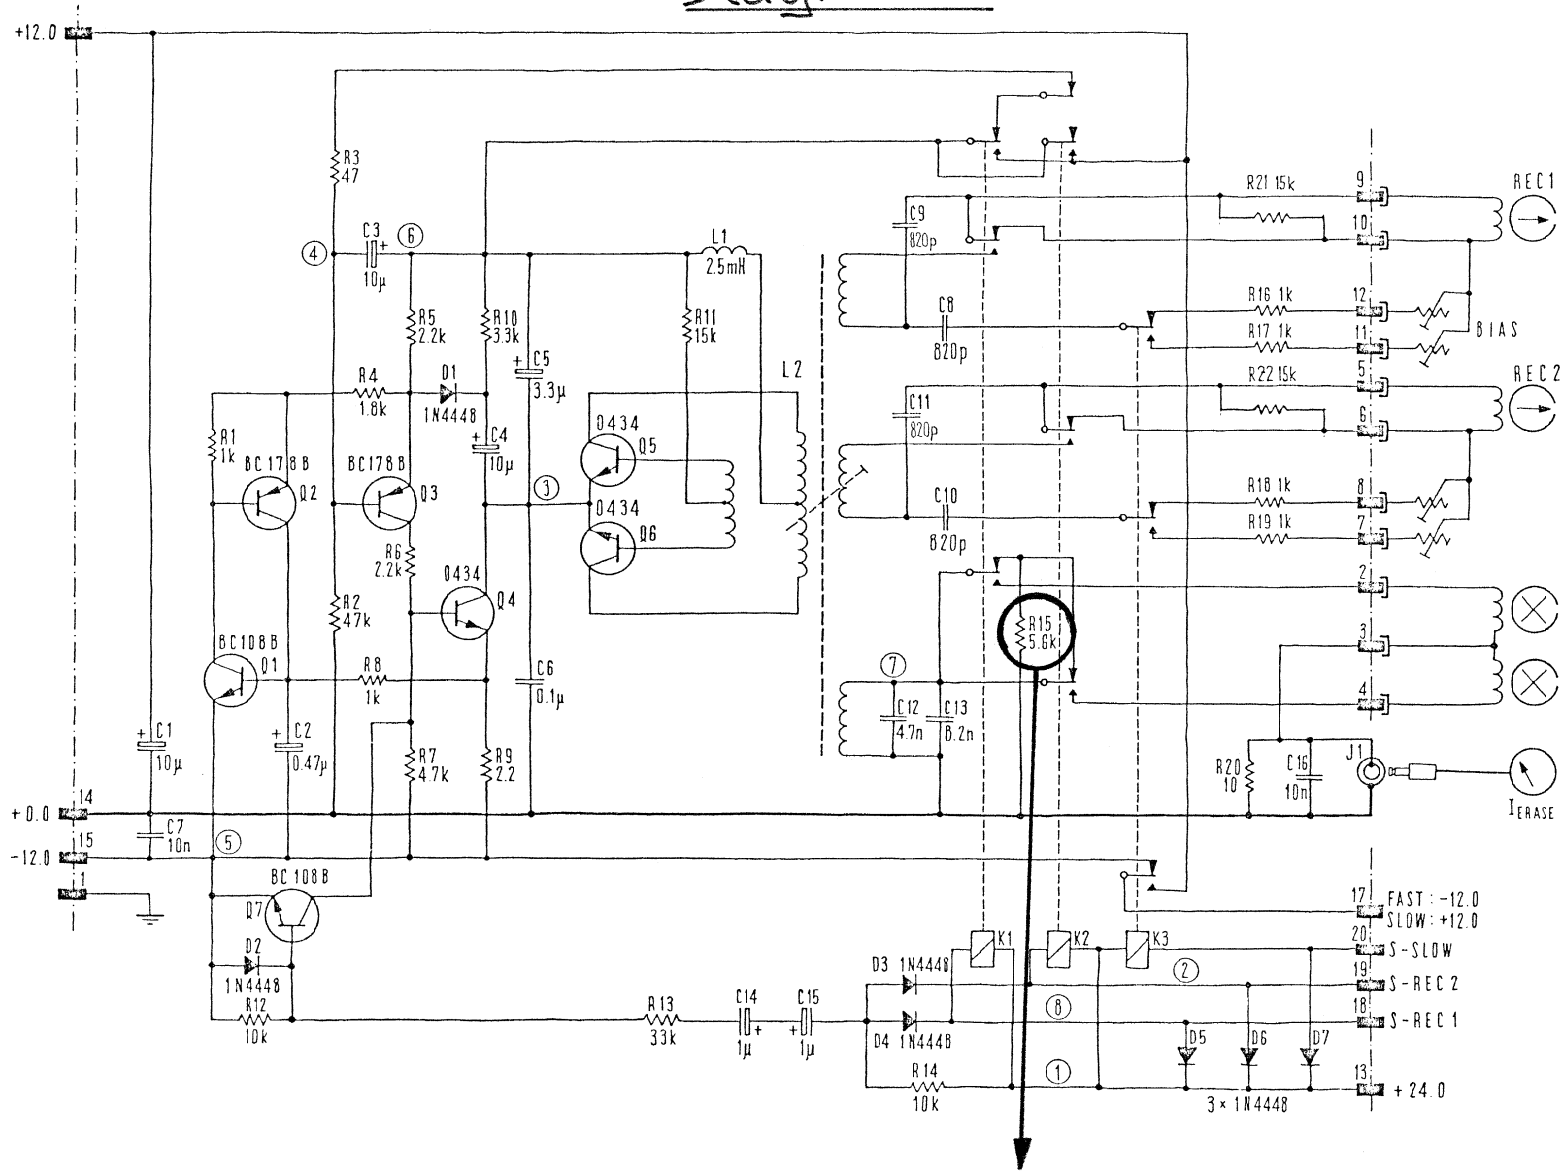 +12.0
R3
47
4
C3
+
10µ
6
L1
2.5mH
R5
2.2k
R10
3.3k
R11
15k
+
C5
3.3µ
L2
R4
1.8k
D1
1N4448
+
C4
10µ
R1
1k
BC178B
Q2
BC178B
Q3
0434
Q5
3
0434
Q6
R6
2.2k
0434
Q4
R2
47k
BC108B
Q1
R8
1k
C6
0.1µ
+
C1
10µ
+
C2
0.47µ
R7
4.7k
R9
2.2
C9
820p
C8
820p
C11
820p
C10
820p
R21 15k
R16 1k
R17 1k
R22 15k
R18 1k
R19 1k
9
10
12
11
5
6
8
7
2
3
4
REC1
BIAS
REC2
R15
5.6k
7
C12
4.7n
C13
8.2n
R20
10
C16
10n
J1
IERASE
+0.0
14
C7
10n
-12.0
15
1
5
BC108B
Q7
D2
1N4448
R12
10k
R13
33k
C14
+
1µ
C15
+
1µ
D3 1N4448
D4 1N4448
R14
10k
K1
K2
K3
2
8
1
D5
D6
D7
3 × 1N4448
17
FAST: -12.0
SLOW: +12.0
20
S-SLOW
19
S-REC 2
18
S-REC 1
13
+24.0